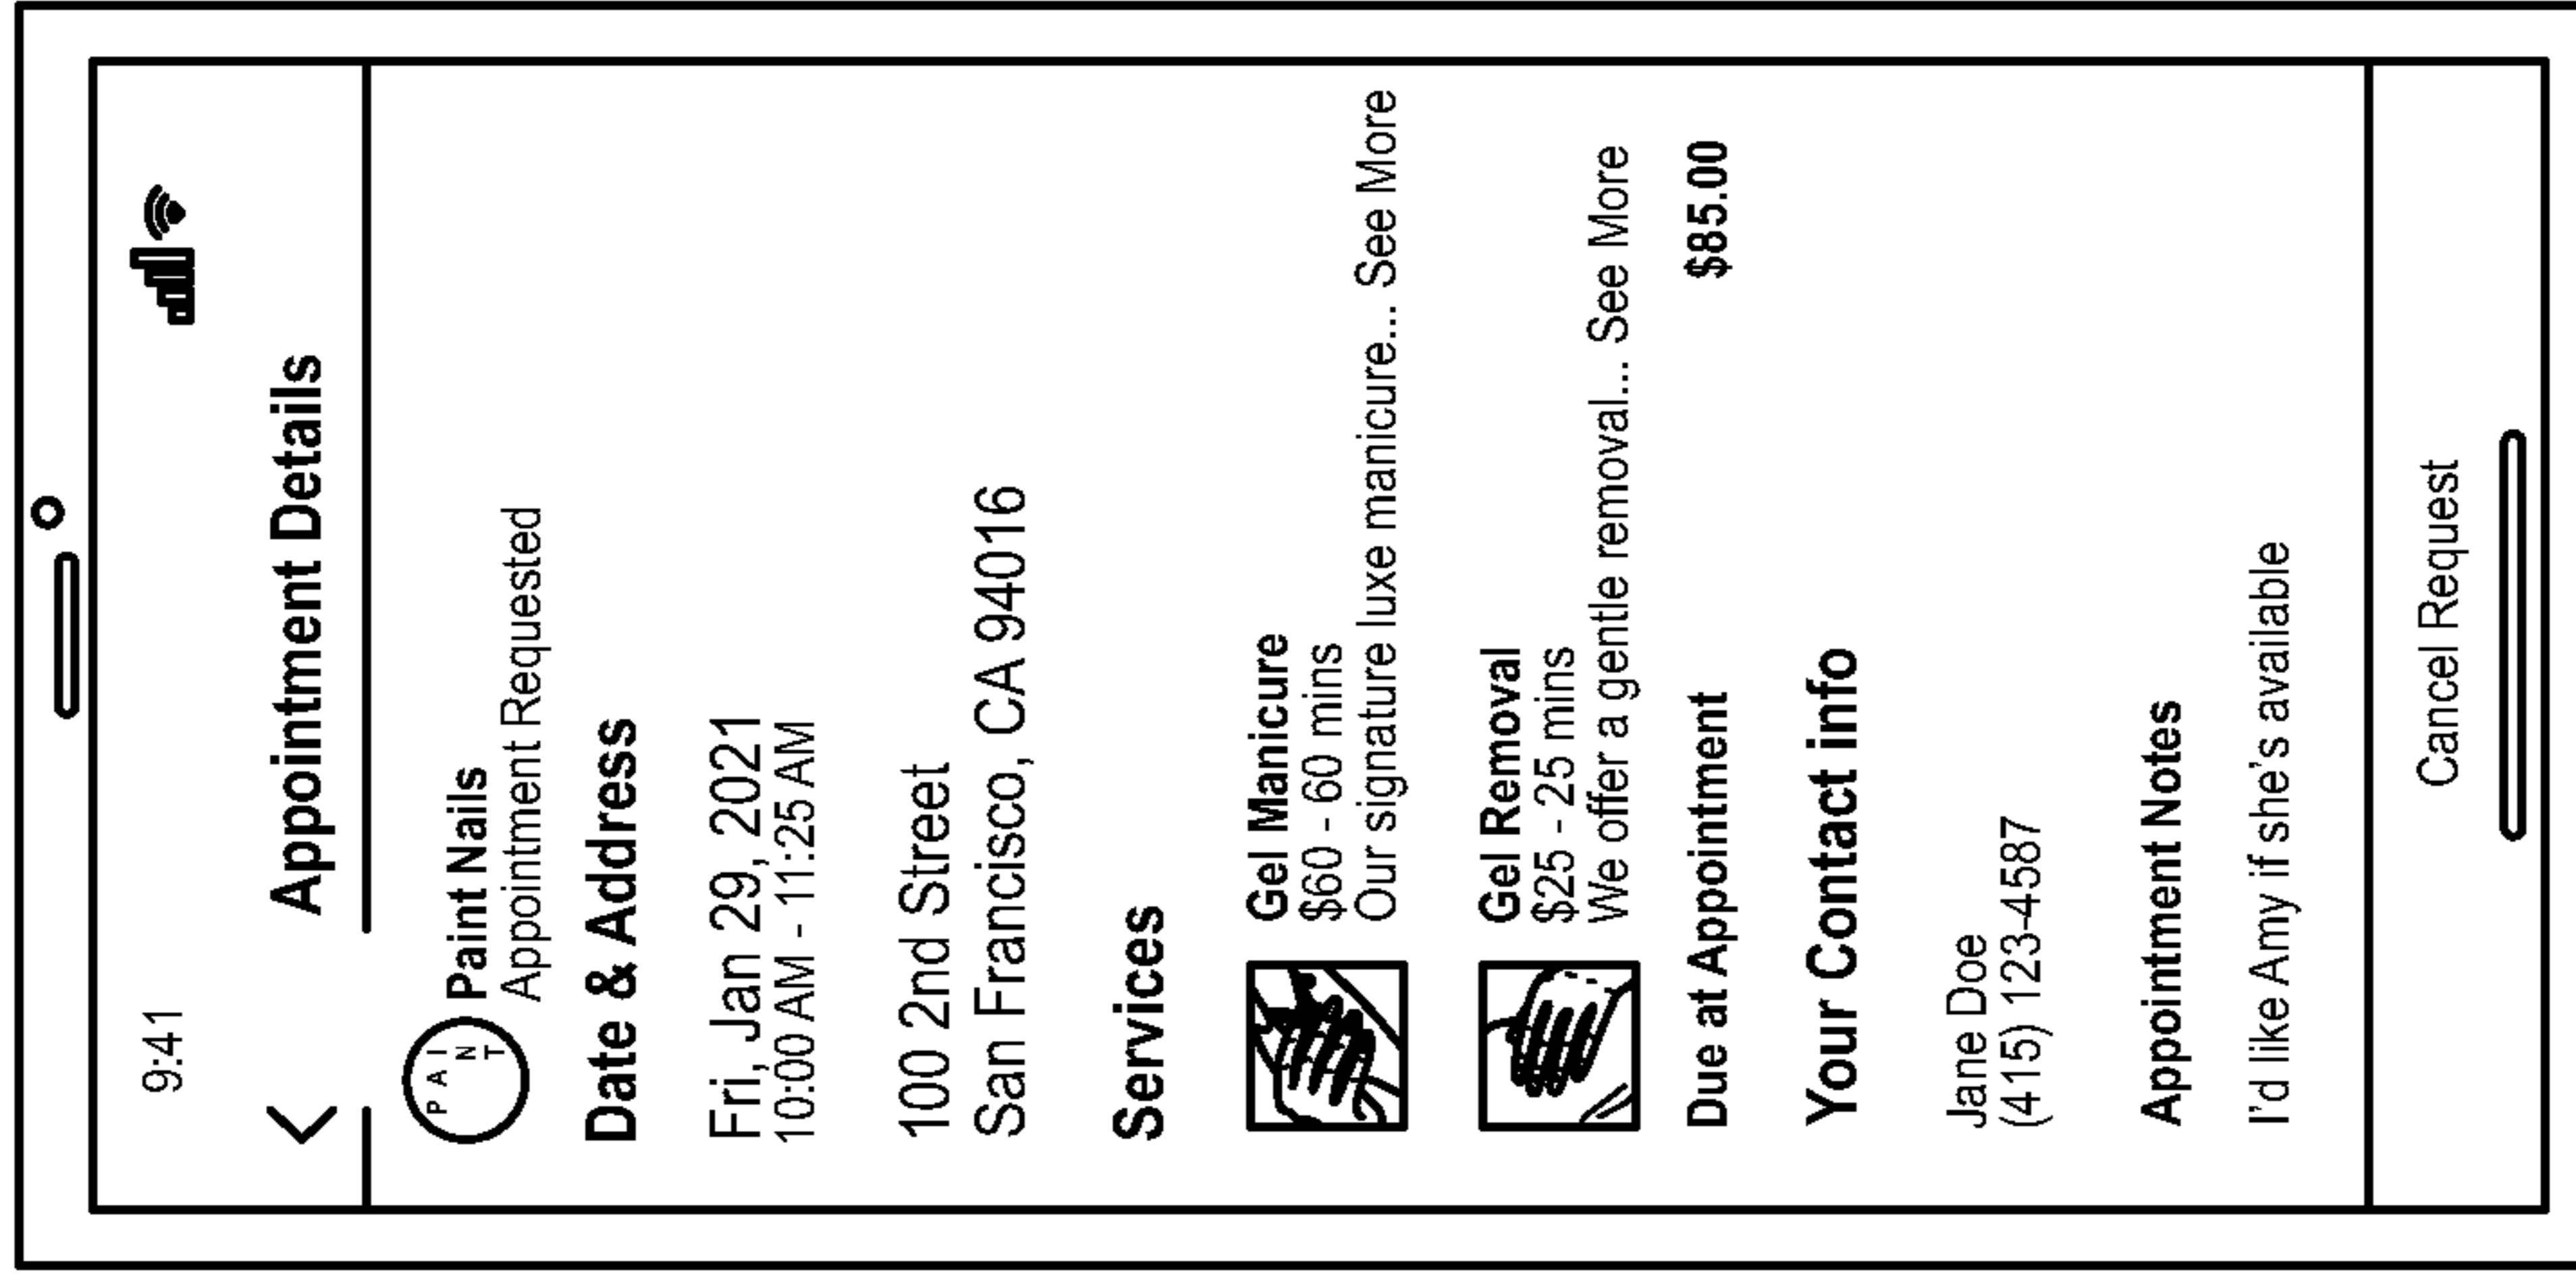 9:41
Appointment Details
PAINT
Paint Nails
Appointment Requested
Date & Address
Fri, Jan 29, 2021
10:00 AM - 11:25 AM
100 2nd Street
San Francisco, CA 94016
Services
Gel Manicure
$60 - 60 mins
Our signature luxe manicure... See More
Gel Removal
$25 - 25 mins
We offer a gentle removal... See More
Due at Appointment $85.00
Your Contact info
Jane Doe
(415) 123-4587
Appointment Notes
I'd like Amy if she's available
Cancel Request